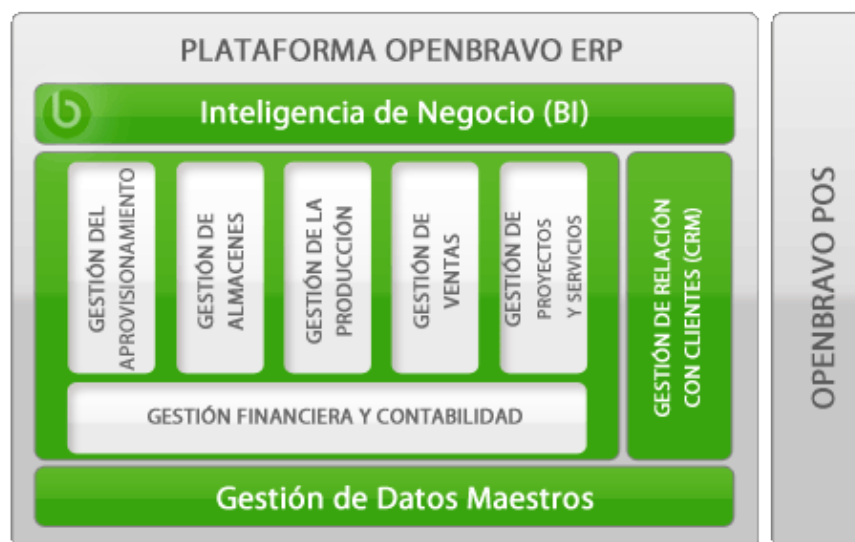 PLATAFORMA OPENBRAVO ERP
b
Inteligencia de Negocio (BI)
GESTIÓN DEL
APROVISIONAMIENTO
GESTIÓN DE
ALMACENES
GESTIÓN DE LA
PRODUCCIÓN
GESTIÓN DE
VENTAS
GESTIÓN DE
PROYECTOS
Y SERVICIOS
GESTIÓN FINANCIERA Y CONTABILIDAD
GESTIÓN DE RELACIÓN
CON CLIENTES (CRM)
Gestión de Datos Maestros
OPENBRAVO POS